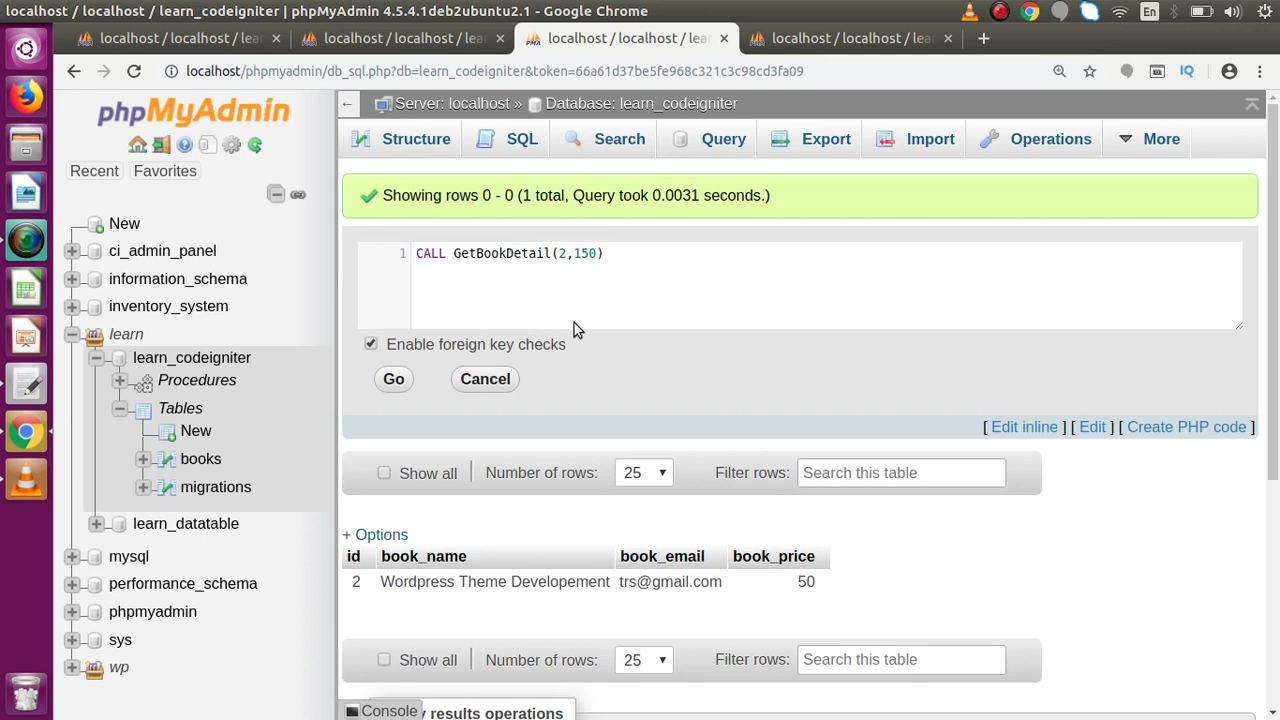 localhost / localhost / learn_codeigniter | phpMyAdmin 4.5.4.1deb2ubuntu2.1 - Google Chrome
En
localhost / localhost / lear
localhost / localhost / lear
localhost / localhost / lear
localhost / localhost / lear
localhost/phpmyadmin/db_sql.php?db=learn_codeigniter&token=66a61d37be5fe968c321c3c98cd3fa09
IQ
phpMyAdmin
Recent
Favorites
New
ci_admin_panel
information_schema
inventory_system
learn
learn_codeigniter
Procedures
Tables
New
books
migrations
learn_datatable
mysql
performance_schema
phpmyadmin
sys
wp
Server: localhost » Database: learn_codeigniter
Structure
SQL
Search
Query
Export
Import
Operations
More
Showing rows 0 - 0 (1 total, Query took 0.0031 seconds.)
1 CALL GetBookDetail(2,150)
Enable foreign key checks
Go
Cancel
[ Edit inline ] [ Edit ] [ Create PHP code ]
Show all
Number of rows: 25
Filter rows: Search this table
+ Options
id book_name book_email book_price
2 Wordpress Theme Developement trs@gmail.com 50
Show all
Number of rows: 25
Filter rows: Search this table
Console
results operations